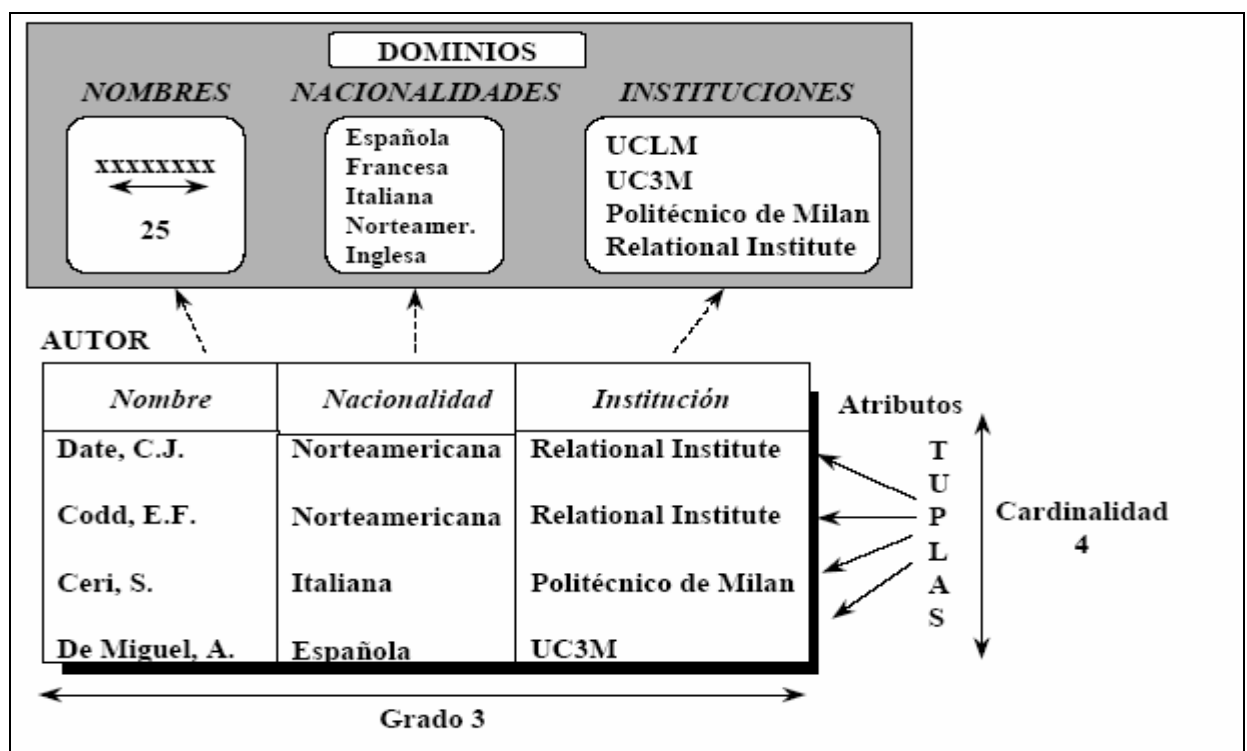 DOMINIOS
NOMBRES NACIONALIDADES INSTITUCIONES
xxxxxxxx
25
Española
Francesa
Italiana
Norteamer.
Inglesa
UCLM
UC3M
Politécnico de Milan
Relational Institute
AUTOR
Nombre Nacionalidad Institución
Date, C.J. Norteamericana Relational Institute
Codd, E.F. Norteamericana Relational Institute
Ceri, S. Italiana Politécnico de Milan
De Miguel, A. Española UC3M
Atributos
TUPLAS
Cardinalidad
4
Grado 3